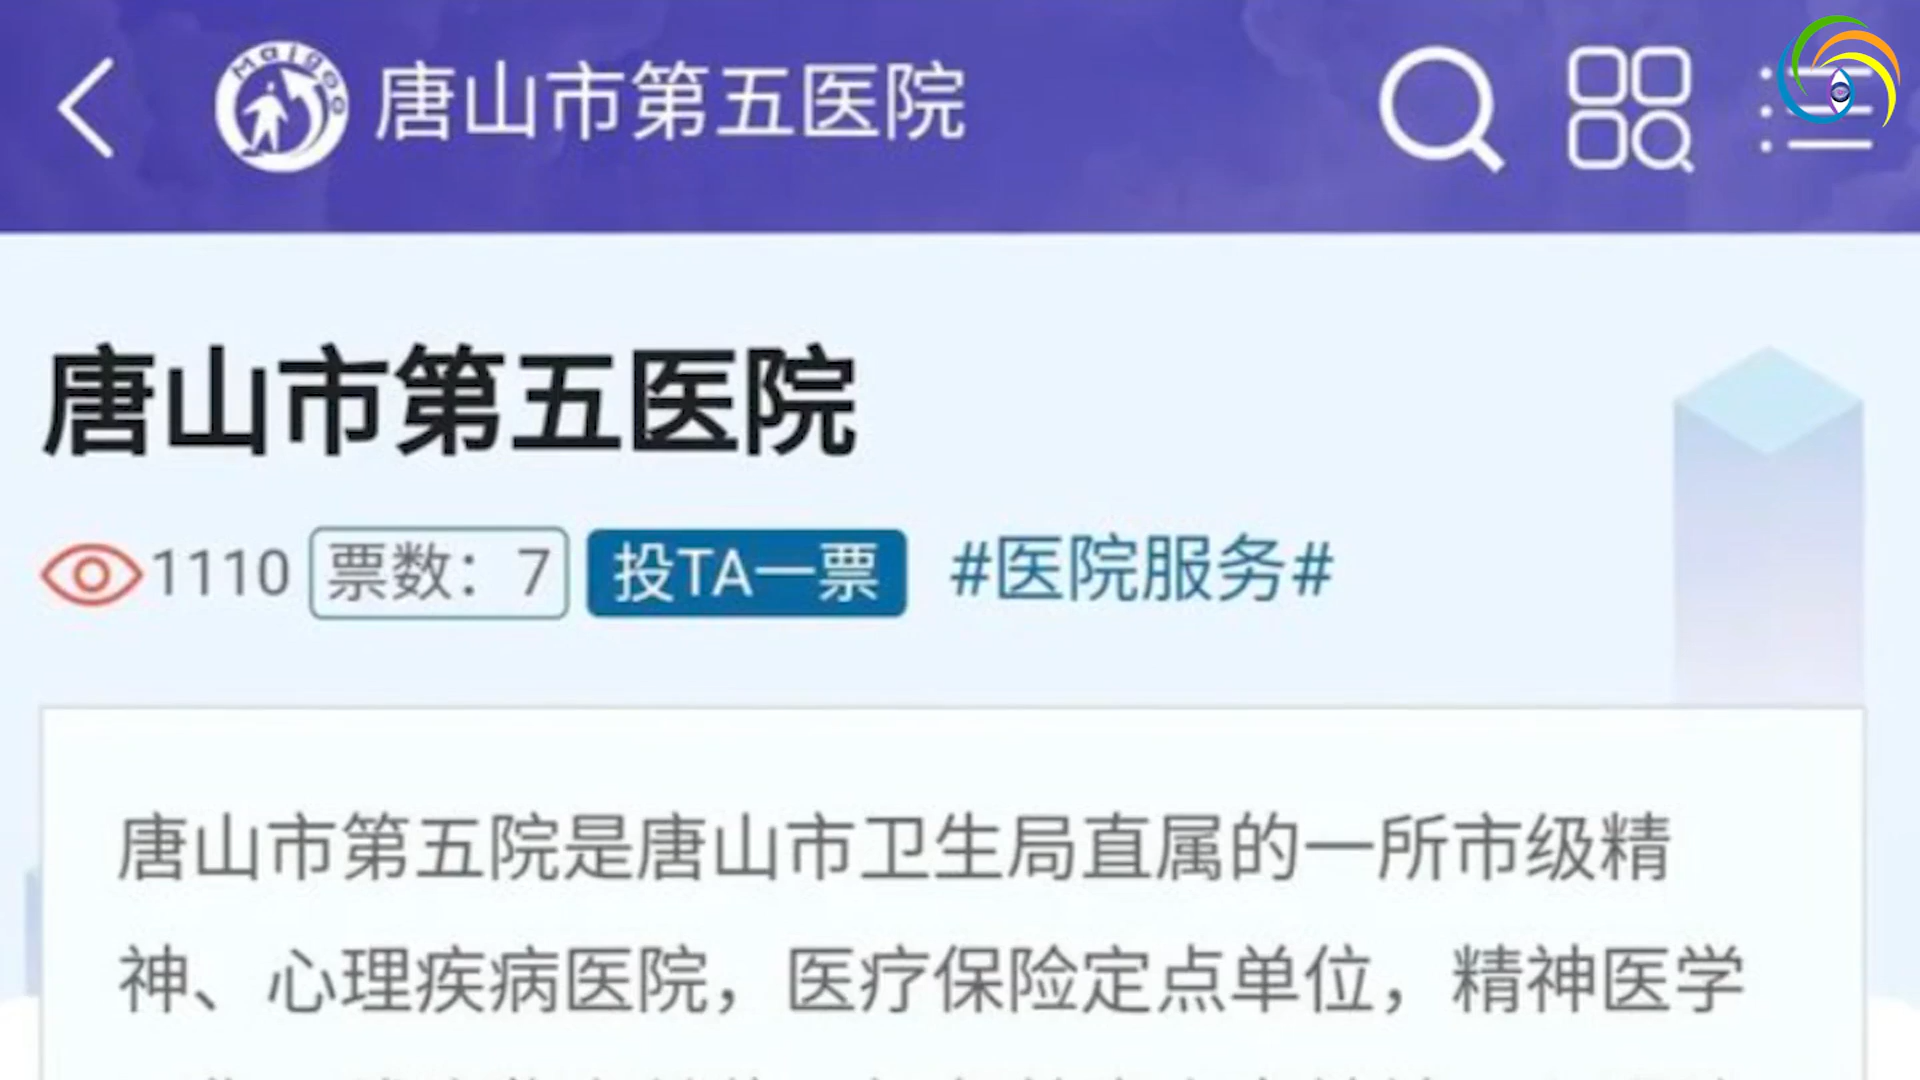 Maigoo
唐山市第五医院
唐山市第五医院
1110 票数：7 投TA一票 #医院服务#
唐山市第五院是唐山市卫生局直属的一所市级精
神、心理疾病医院，医疗保险定点单位，精神医学